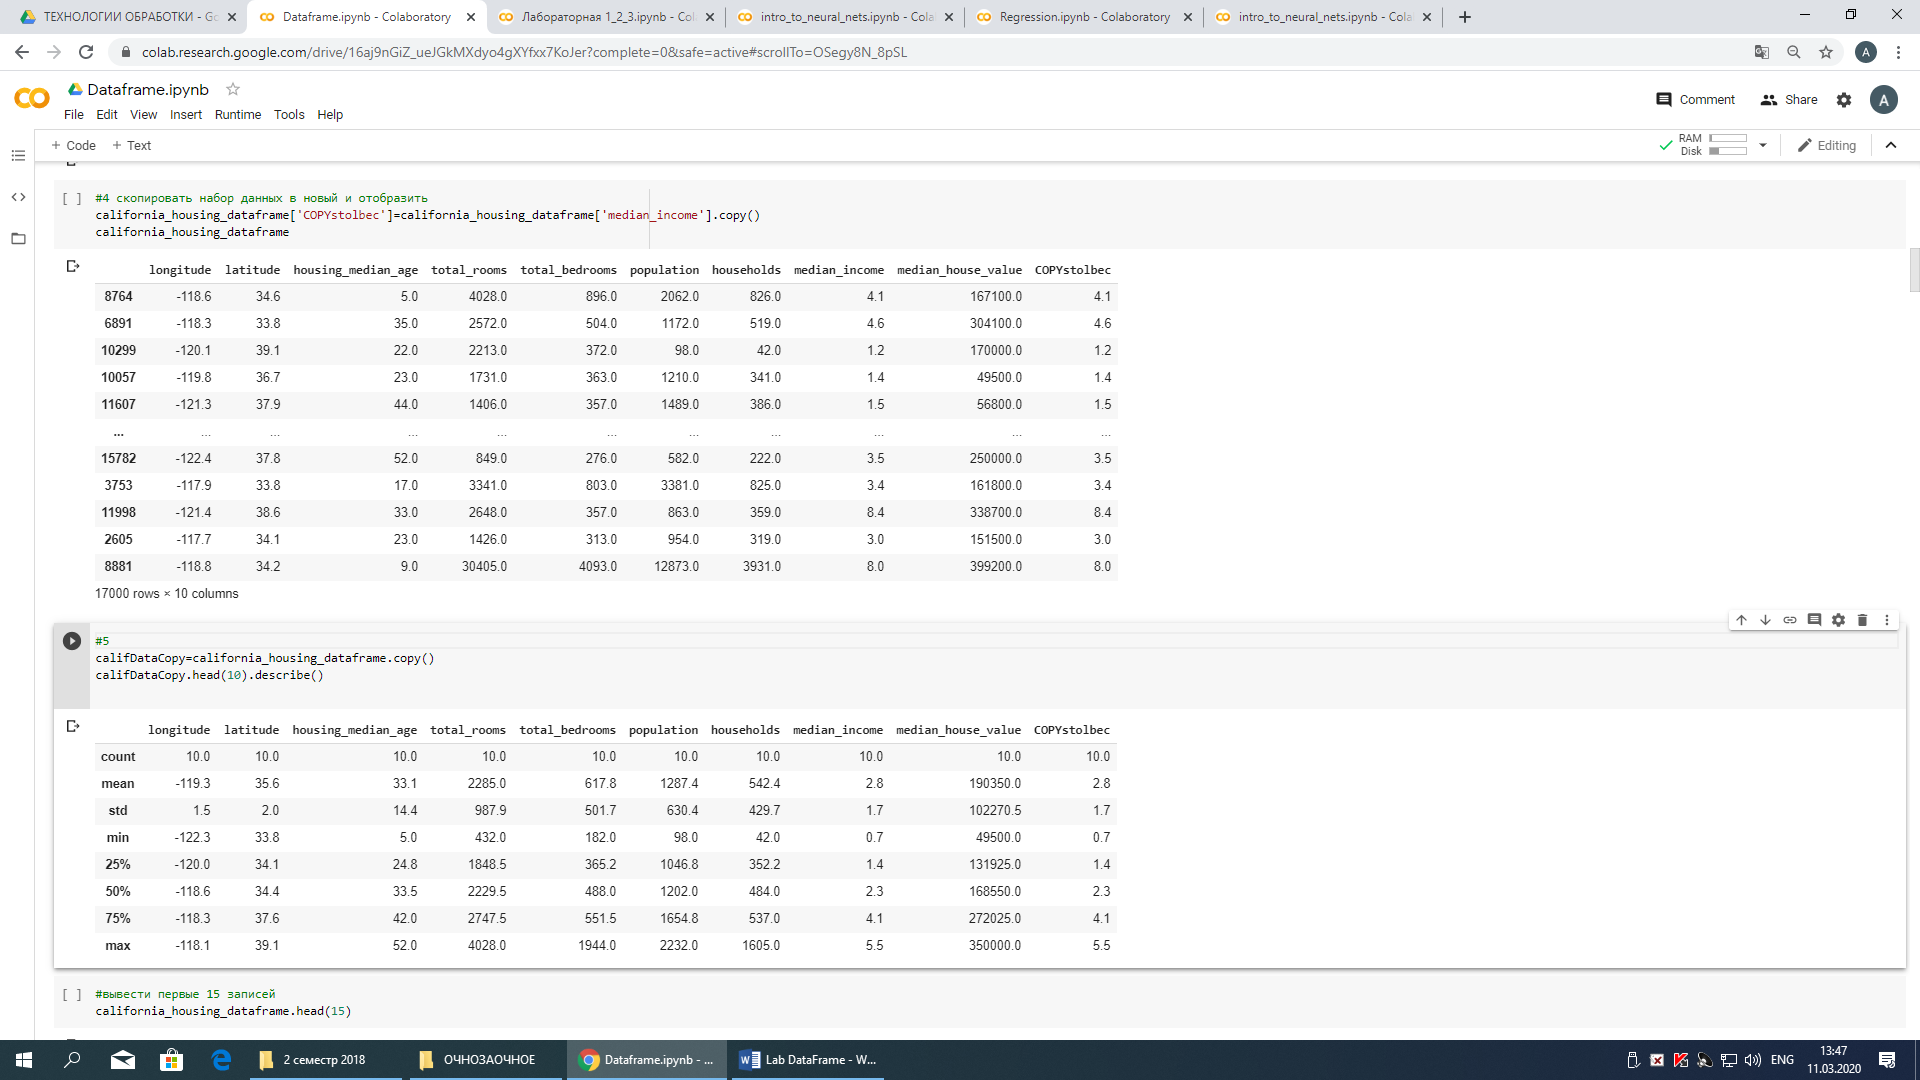 ТЕХНОЛОГИИ ОБРАБОТКИ - Go
Dataframe.ipynb - Colaboratory
Лабораторная 1_2_3.ipynb - Col
intro_to_neural_nets.ipynb - Cola
Regression.ipynb - Colaboratory
intro_to_neural_nets.ipynb - Cola
colab.research.google.com/drive/16aj9nGiZ_ueJGkMXdyo4gXYfxx7KoJer?complete=0&safe=active#scrollTo=OSegy8N_8pSL
A
CO Dataframe.ipynb
Comment Share A
File Edit View Insert Runtime Tools Help
+ Code + Text
RAM
Disk
Editing
[ ] #4 скопировать набор данных в новый и отобразить
california_housing_dataframe['COPYstolbec']=california_housing_dataframe['median_income'].copy()
california_housing_dataframe
longitude latitude housing_median_age total_rooms total_bedrooms population households median_income median_house_value COPYstolbec
8764 -118.6 34.6 5.0 4028.0 896.0 2062.0 826.0 4.1 167100.0 4.1
6891 -118.3 33.8 35.0 2572.0 504.0 1172.0 519.0 4.6 304100.0 4.6
10299 -120.1 39.1 22.0 2213.0 372.0 98.0 42.0 1.2 170000.0 1.2
10057 -119.8 36.7 23.0 1731.0 363.0 1210.0 341.0 1.4 49500.0 1.4
11607 -121.3 37.9 44.0 1406.0 357.0 1489.0 386.0 1.5 56800.0 1.5
... ... ... ... ... ... ... ... ... ... ...
15782 -122.4 37.8 52.0 849.0 276.0 582.0 222.0 3.5 250000.0 3.5
3753 -117.9 33.8 17.0 3341.0 803.0 3381.0 825.0 3.4 161800.0 3.4
11998 -121.4 38.6 33.0 2648.0 357.0 863.0 359.0 8.4 338700.0 8.4
2605 -117.7 34.1 23.0 1426.0 313.0 954.0 319.0 3.0 151500.0 3.0
8881 -118.8 34.2 9.0 30405.0 4093.0 12873.0 3931.0 8.0 399200.0 8.0
17000 rows × 10 columns
#5
califDataCopy=california_housing_dataframe.copy()
califDataCopy.head(10).describe()
longitude latitude housing_median_age total_rooms total_bedrooms population households median_income median_house_value COPYstolbec
count 10.0 10.0 10.0 10.0 10.0 10.0 10.0 10.0 10.0 10.0
mean -119.3 35.6 33.1 2285.0 617.8 1287.4 542.4 2.8 190350.0 2.8
std 1.5 2.0 14.4 987.9 501.7 630.4 429.7 1.7 102270.5 1.7
min -122.3 33.8 5.0 432.0 182.0 98.0 42.0 0.7 49500.0 0.7
25% -120.0 34.1 24.8 1848.5 365.2 1046.8 352.2 1.4 131925.0 1.4
50% -118.6 34.4 33.5 2229.5 488.0 1202.0 484.0 2.3 168550.0 2.3
75% -118.3 37.6 42.0 2747.5 551.5 1654.8 537.0 4.1 272025.0 4.1
max -118.1 39.1 52.0 4028.0 1944.0 2232.0 1605.0 5.5 350000.0 5.5
[ ] #вывести первые 15 записей
california_housing_dataframe.head(15)
2 семестр 2018
ОЧНОЗАОЧНОЕ
Dataframe.ipynb - ...
Lab DataFrame - W...
ENG
13:47
11.03.2020